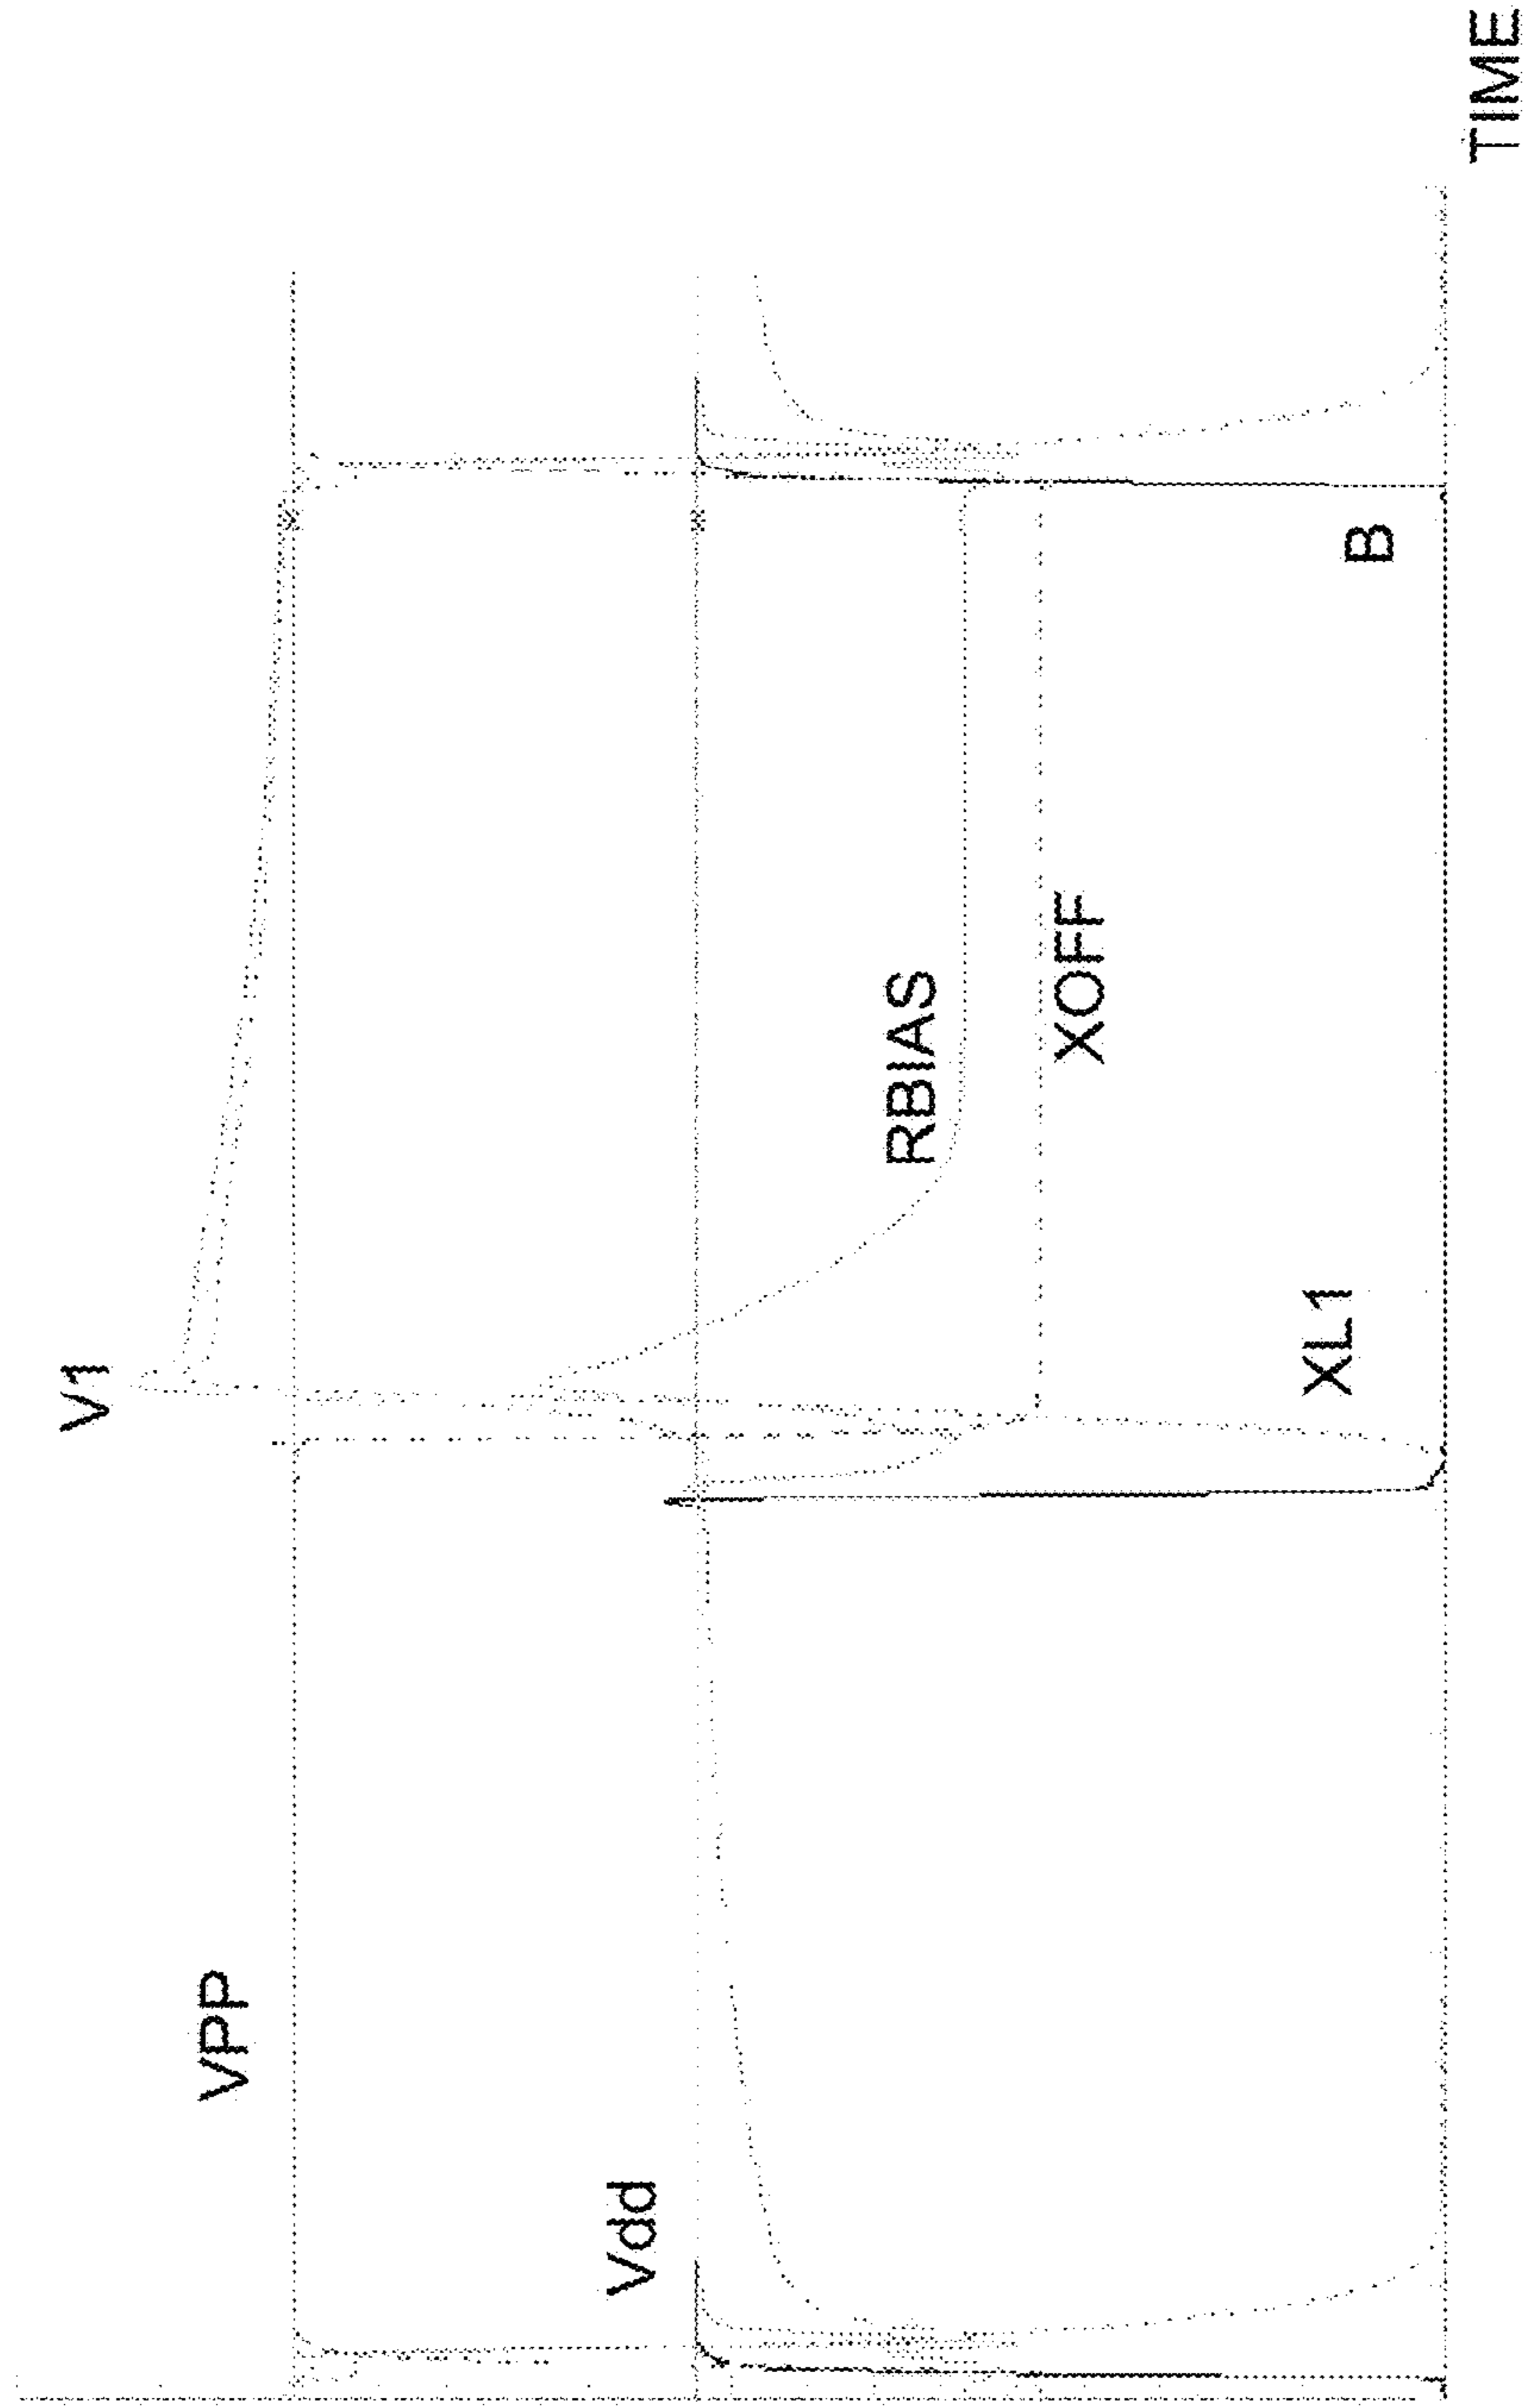 V1
VPP
Vdd
RBIAS
XOFF
XL1
B
TIME